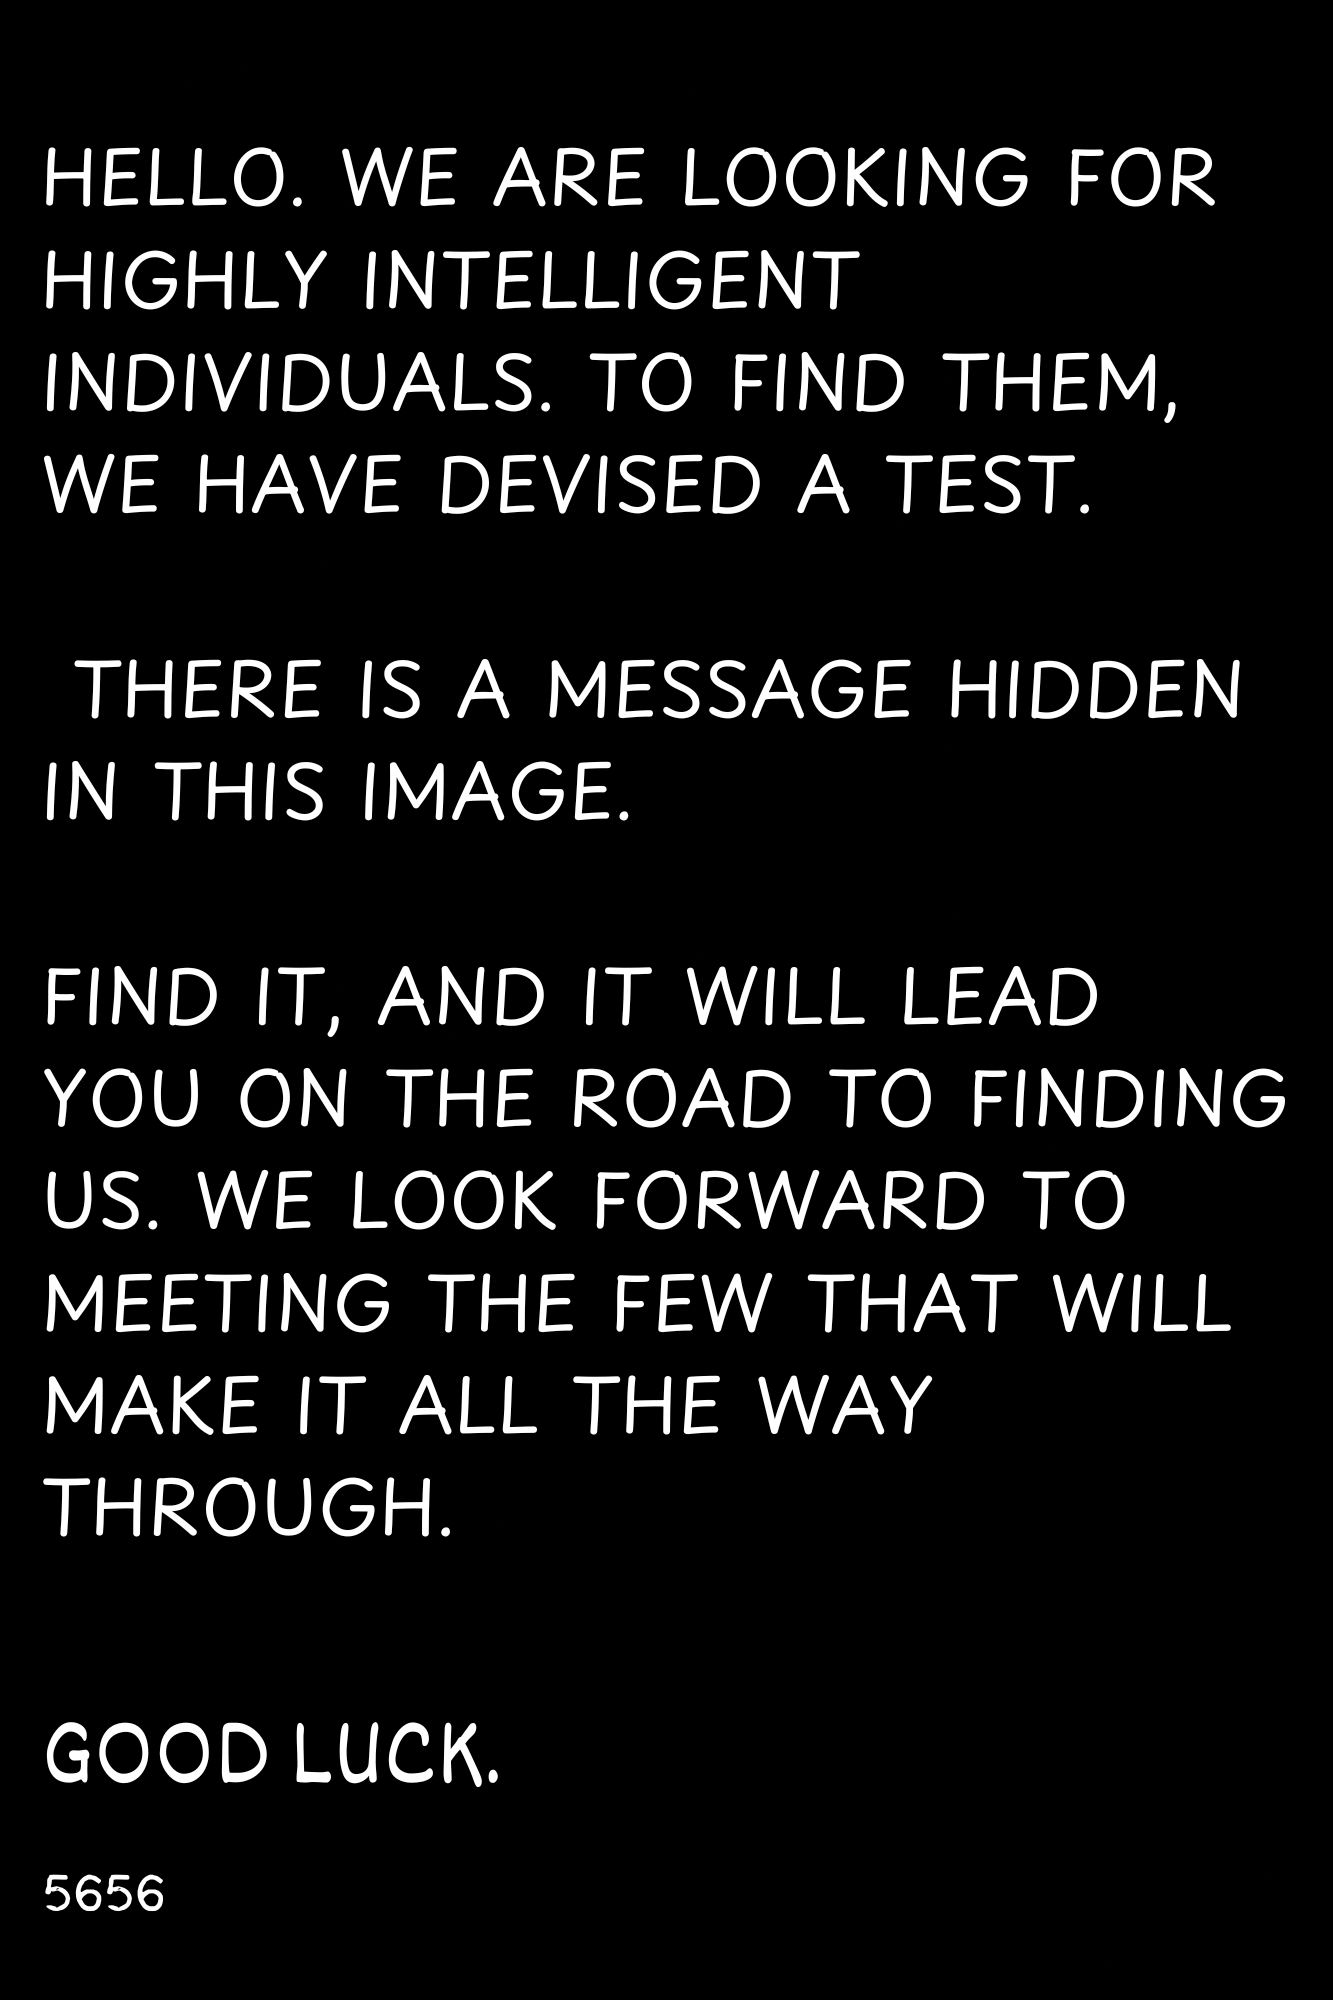 HELLO. WE ARE LOOKING FOR
HIGHLY INTELLIGENT
INDIVIDUALS. TO FIND THEM,
WE HAVE DEVISED A TEST.
THERE IS A MESSAGE HIDDEN
IN THIS IMAGE.
FIND IT, AND IT WILL LEAD
YOU ON THE ROAD TO FINDING
US. WE LOOK FORWARD TO
MEETING THE FEW THAT WILL
MAKE IT ALL THE WAY
THROUGH.
GOOD LUCK.
5656